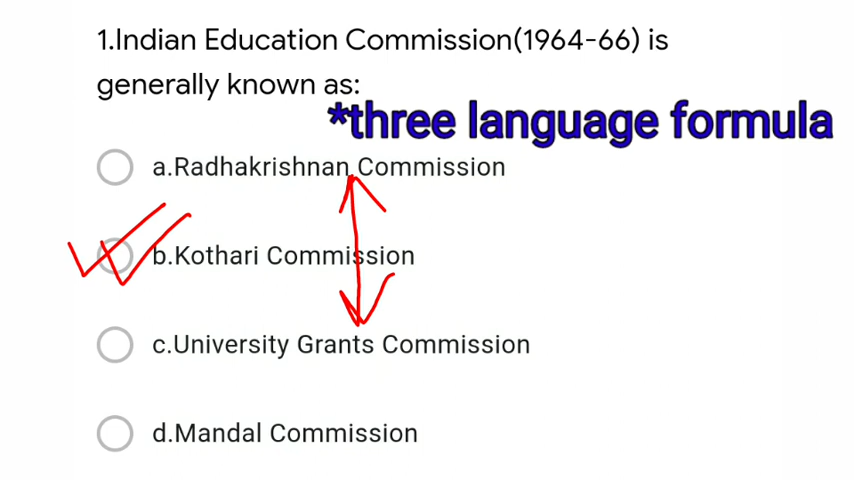 1.Indian Education Commission(1964-66) is
generally known as:
*three language formula
a.Radhakrishnan Commission
b.Kothari Commission
c.University Grants Commission
d.Mandal Commission